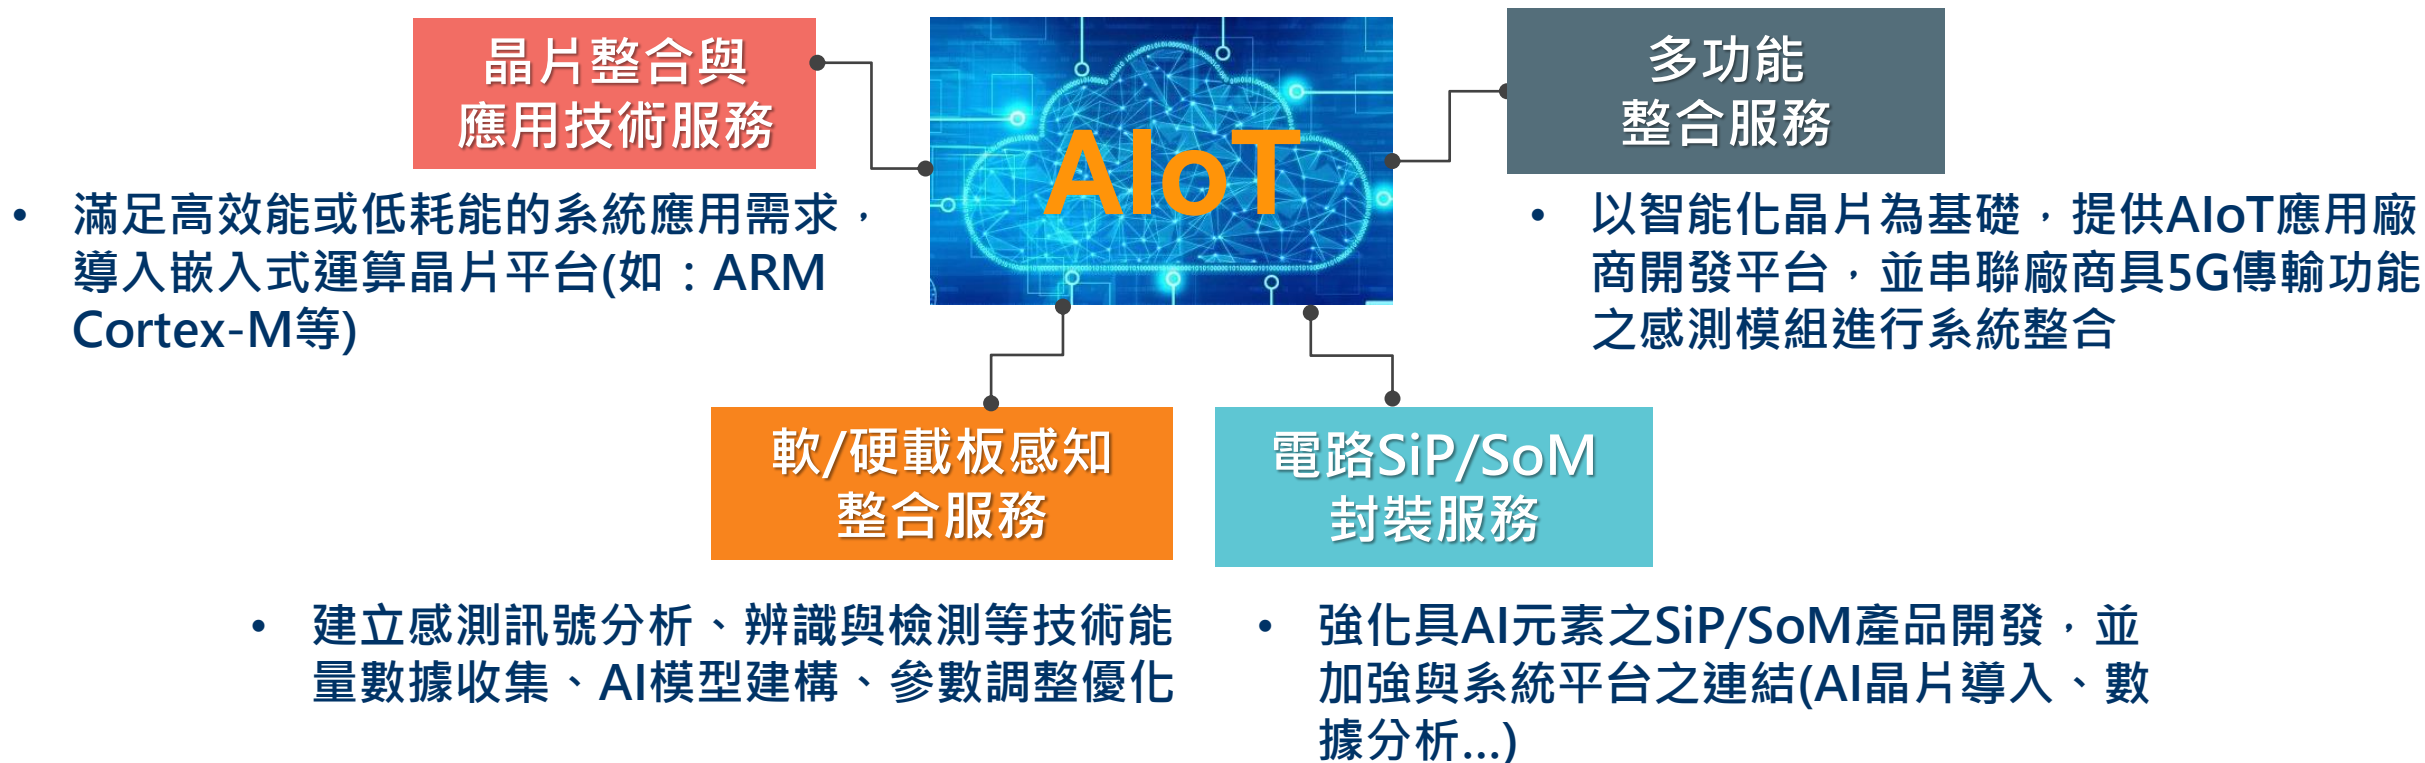 晶片整合與
應用技術服務
• 滿足高效能或低耗能的系統應用需求，
導入嵌入式運算晶片平台(如：ARM
Cortex-M等)
AIoT
多功能
整合服務
• 以智能化晶片為基礎，提供AIoT應用廠
商開發平台，並串聯廠商具5G傳輸功能
之感測模組進行系統整合
軟/硬載板感知
整合服務
• 建立感測訊號分析、辨識與檢測等技術能
量數據收集、AI模型建構、參數調整優化
電路SiP/SoM
封裝服務
• 強化具AI元素之SiP/SoM產品開發，並
加強與系統平台之連結(AI晶片導入、數
據分析...)